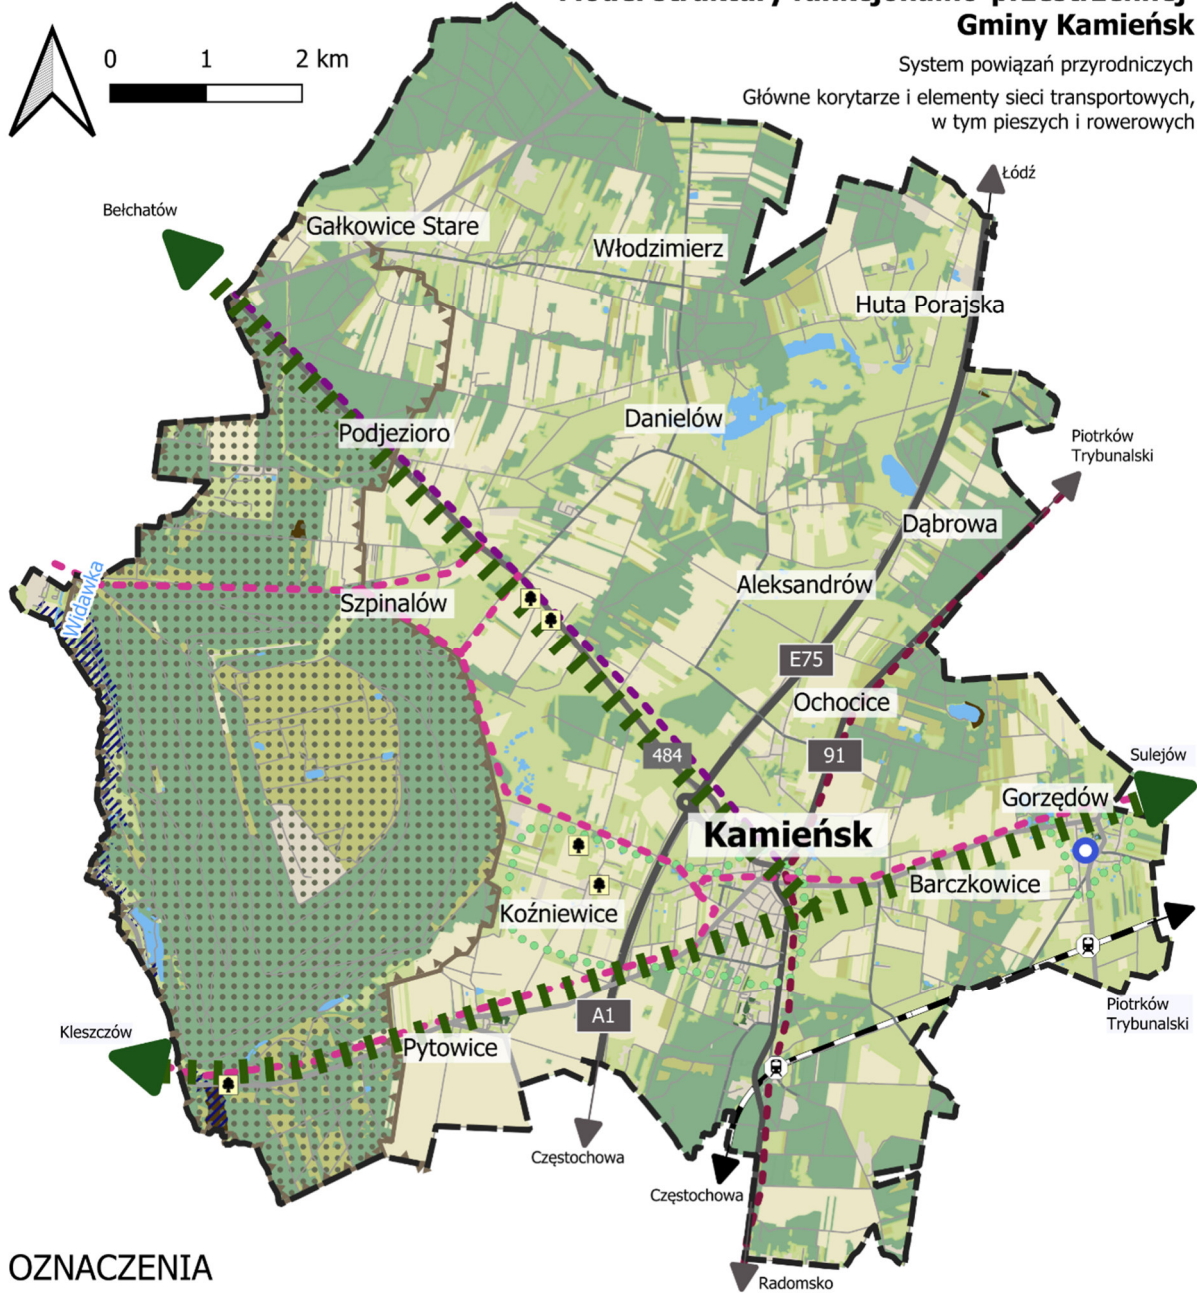 Gminy Kamieńsk
System powiązań przyrodniczych
Główne korytarze i elementy sieci transportowych,
w tym pieszych i rowerowych
0 1 2 km
Łódź
Bełchatów
Gałkowice Stare
Włodzimierz
Huta Porajska
Danielów
Podjezioro
Piotrków
Trybunalski
Dąbrowa
Aleksandrów
Widawka
Szpinalów
E75
Ochocice
484
91
Sulejów
Gorzędów
Kamieńsk
Barczkowice
Koźniewice
A1
Piotrków
Trybunalski
Kleszczów
Pytowice
Częstochowa
Częstochowa
Radomsko
OZNACZENIA